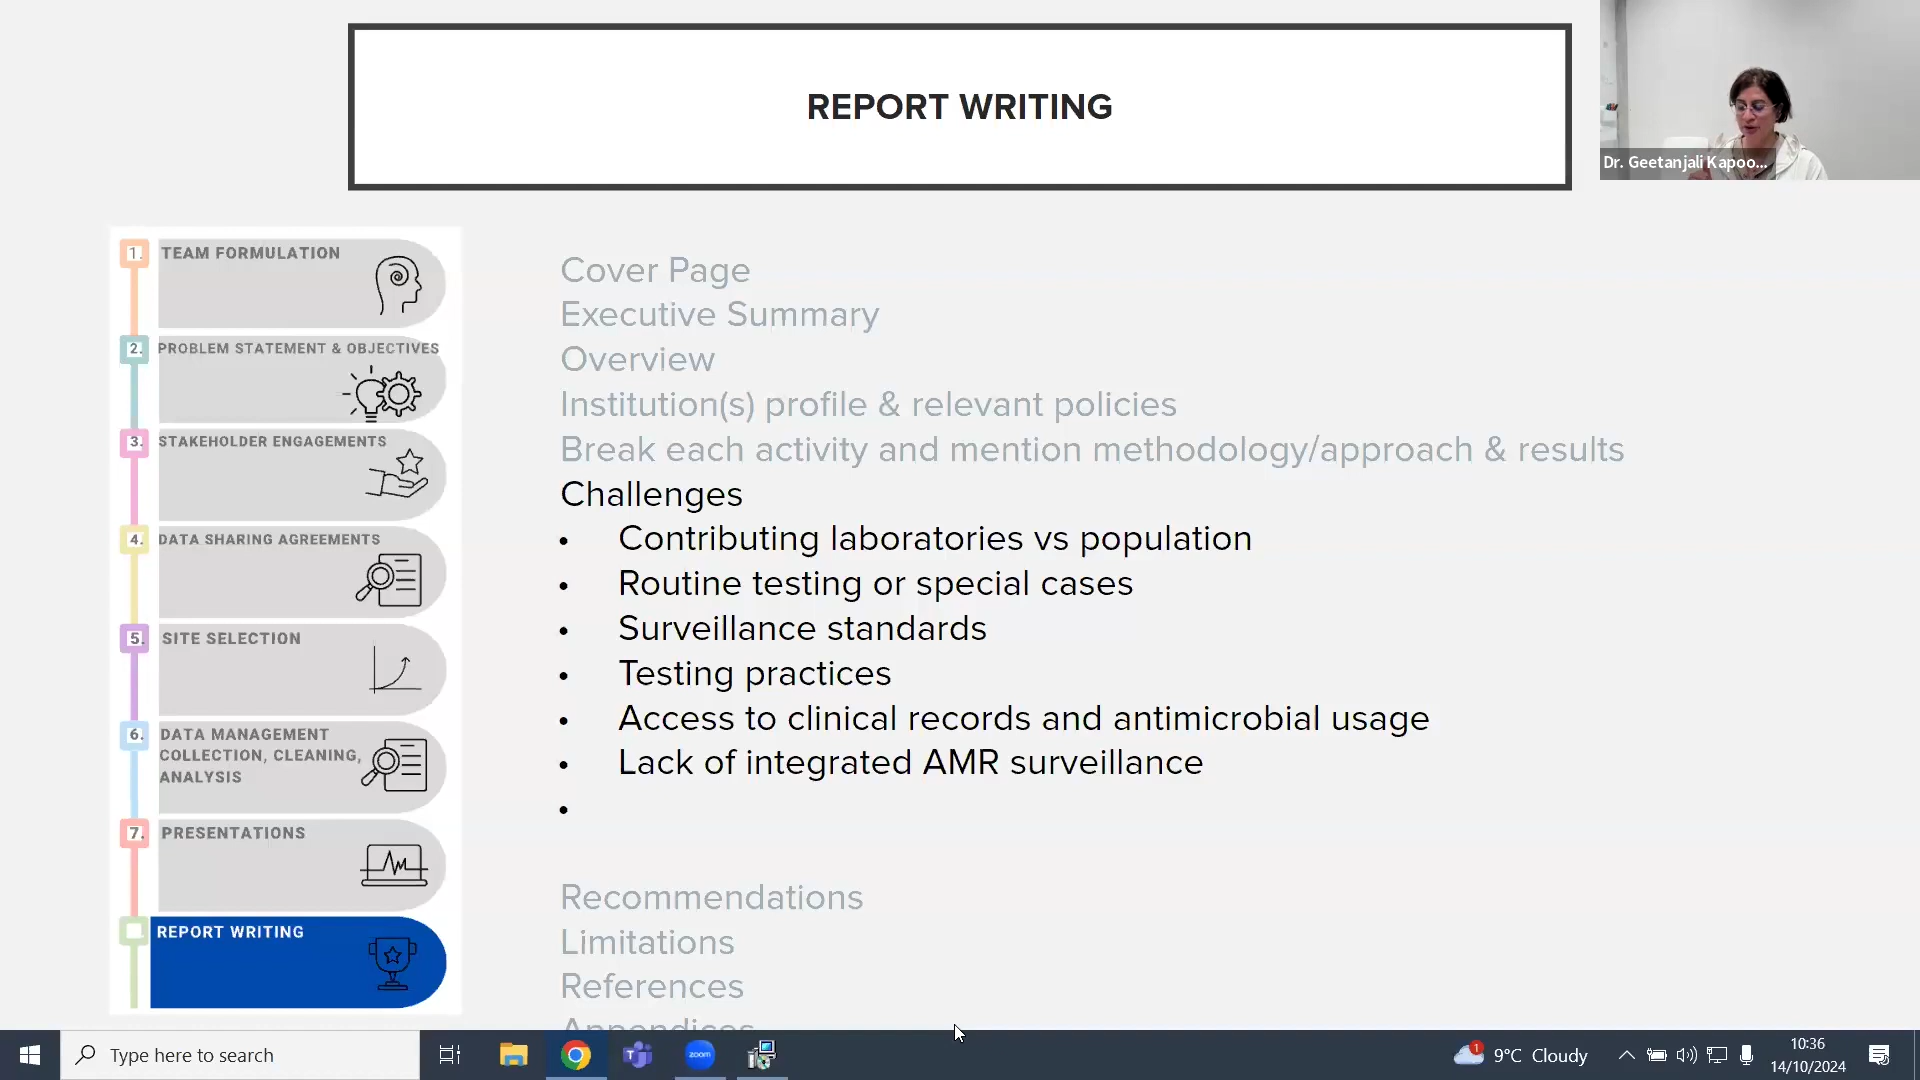 REPORT WRITING
Dr. Geetanjali Kapoo...
1. TEAM FORMULATION
2. PROBLEM STATEMENT & OBJECTIVES
3. STAKEHOLDER ENGAGEMENTS
4. DATA SHARING AGREEMENTS
5. SITE SELECTION
6. DATA MANAGEMENT
COLLECTION, CLEANING,
ANALYSIS
7. PRESENTATIONS
REPORT WRITING
Cover Page
Executive Summary
Overview
Institution(s) profile & relevant policies
Break each activity and mention methodology/approach & results
Challenges
• Contributing laboratories vs population
• Routine testing or special cases
• Surveillance standards
• Testing practices
• Access to clinical records and antimicrobial usage
• Lack of integrated AMR surveillance
•
Recommendations
Limitations
References
Appendices
Type here to search
zoom
1
9°C Cloudy
10:36
14/10/2024